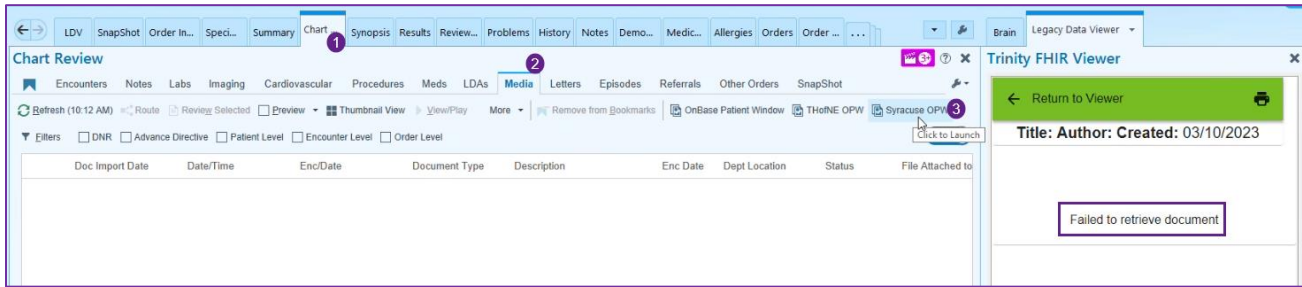 LDV SnapShot Order In... Speci... Summary Chart ... Synopsis Results Review... Problems History Notes Demo... Medic... Allergies Orders Order ... ... Brain Legacy Data Viewer
1
Chart Review
3+
Trinity FHIR Viewer
2
Encounters Notes Labs Imaging Cardiovascular Procedures Meds LDAs Media Letters Episodes Referrals Other Orders SnapShot
Refresh (10:12 AM) Route Review Selected Preview Thumbnail View View/Play More Remove from Bookmarks OnBase Patient Window THofNE OPW Syracuse OPW 3
Click to Launch
Filters DNR Advance Directive Patient Level Encounter Level Order Level
Doc Import Date Date/Time Enc/Date Document Type Description Enc Date Dept Location Status File Attached to
Return to Viewer
Title: Author: Created: 03/10/2023
Failed to retrieve document